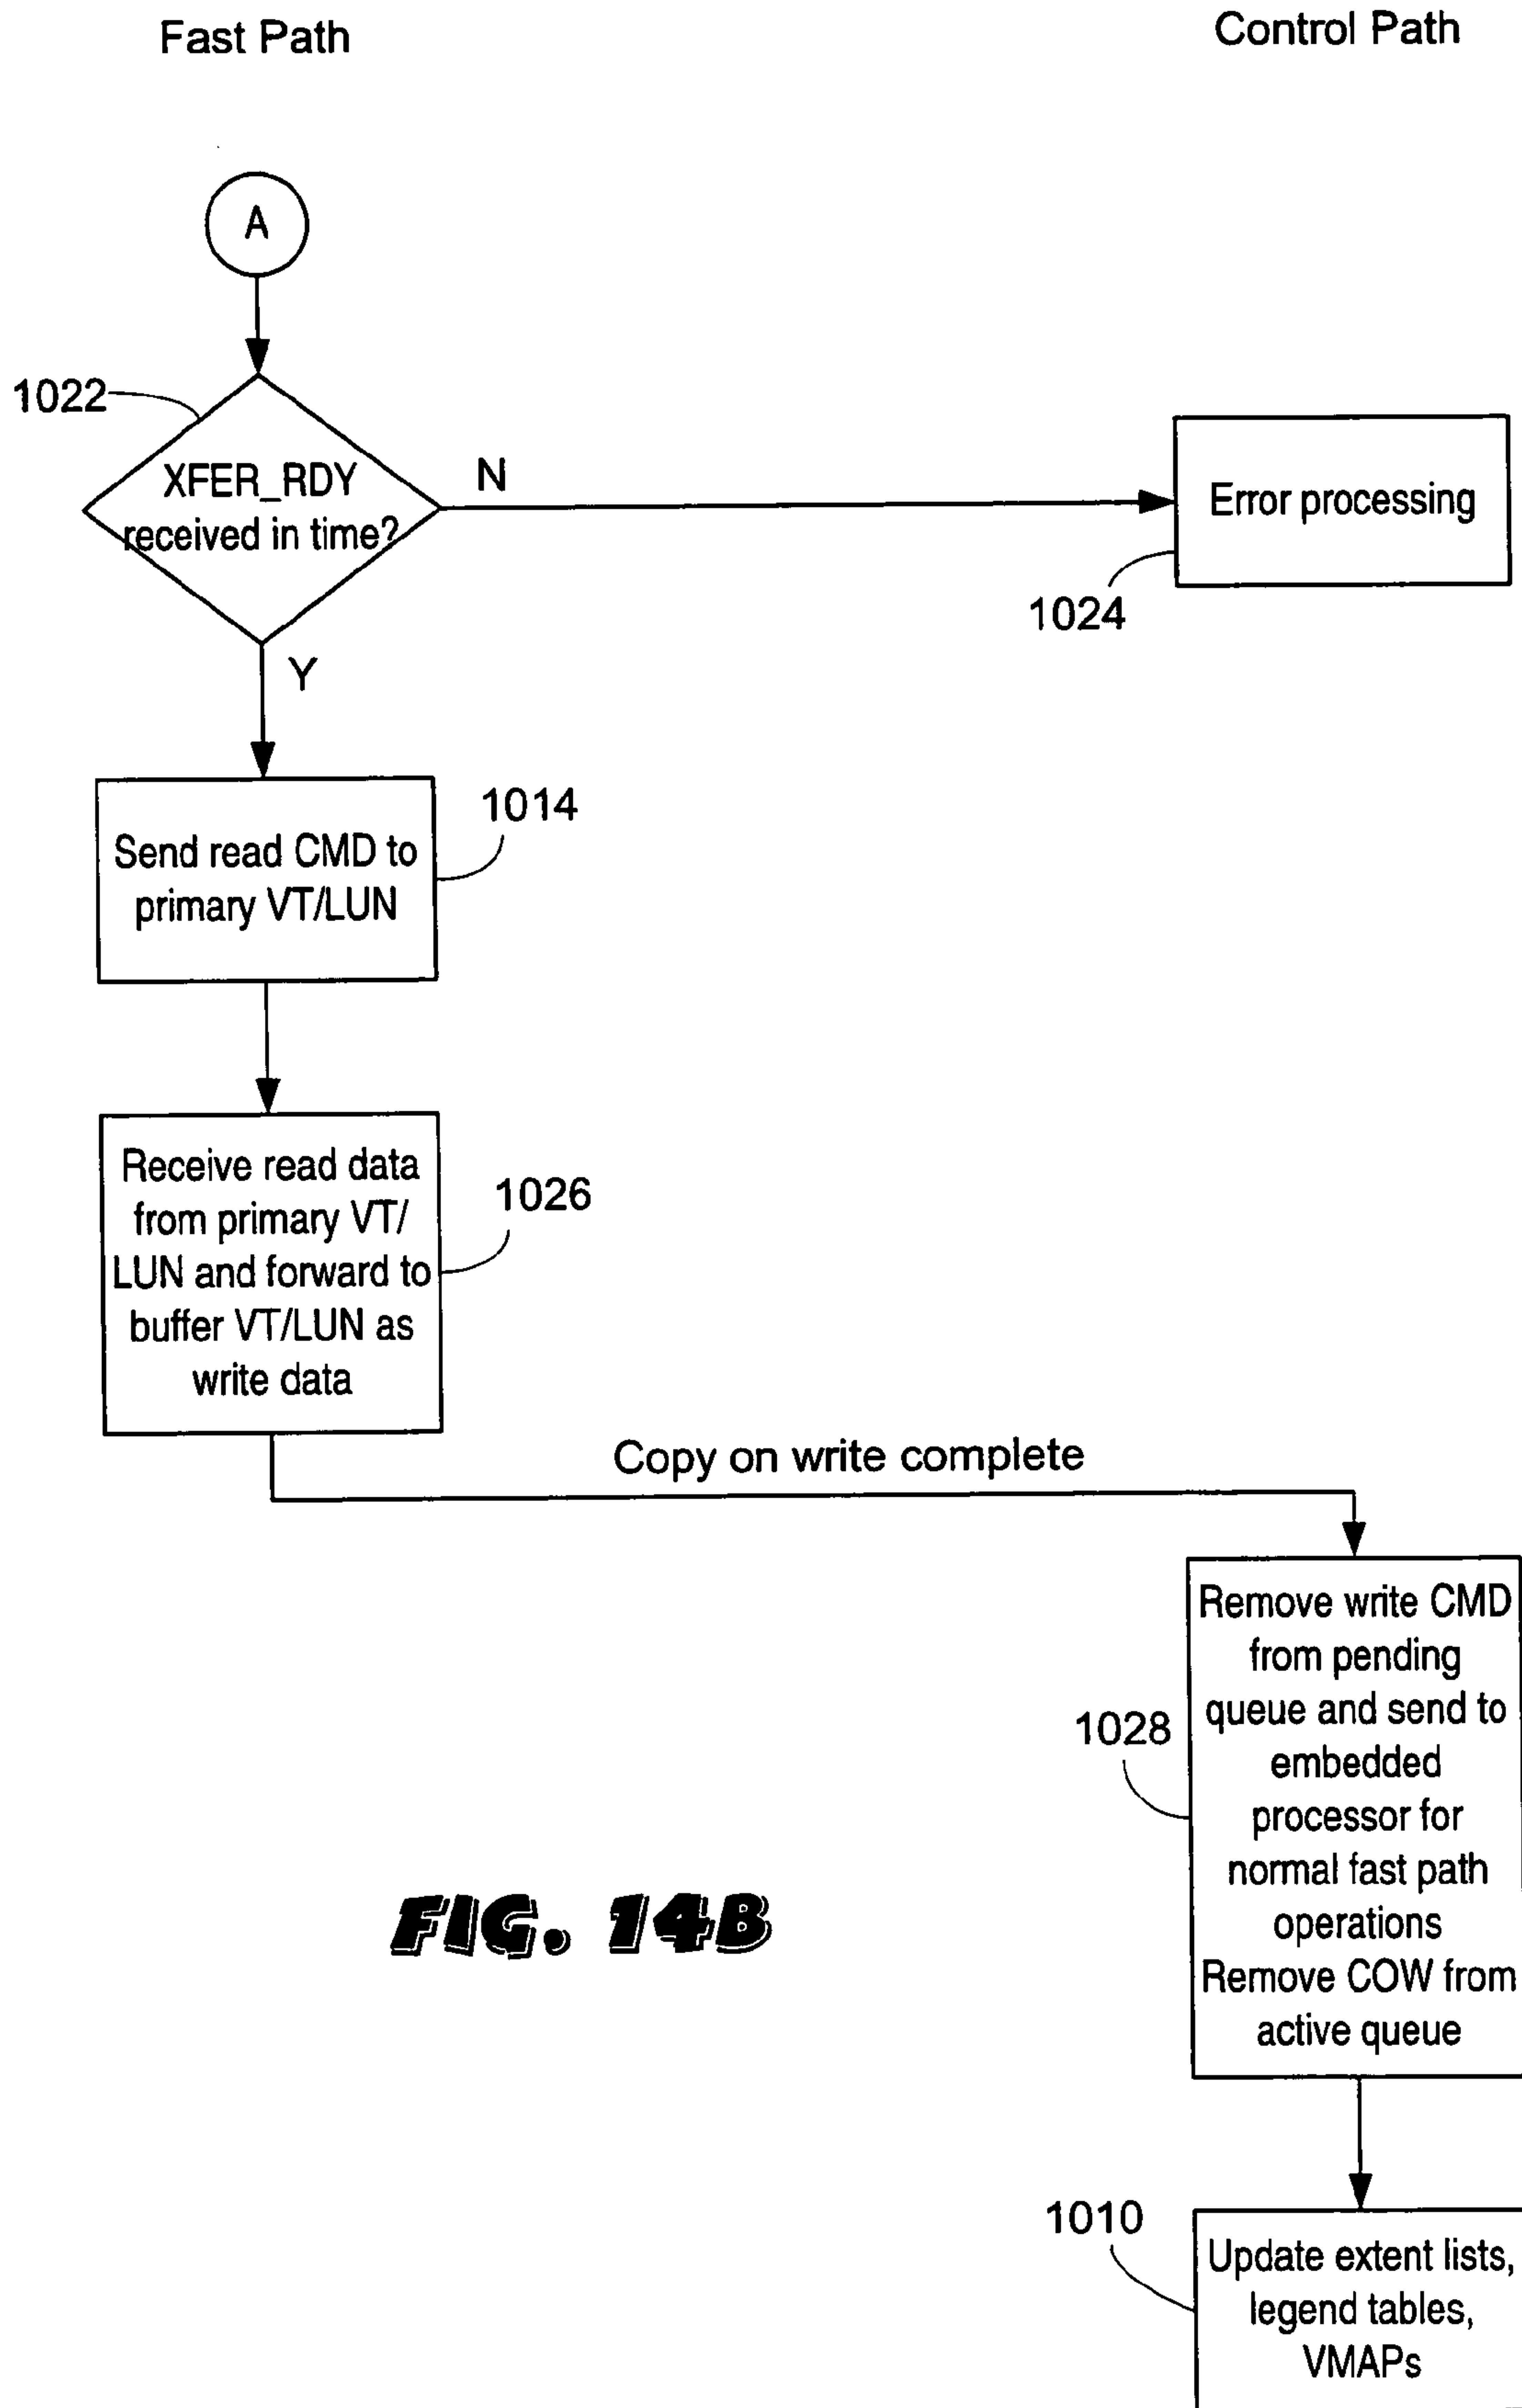 Fast Path
Control Path
A
1022
XFER_RDY
received in time?
N
Error processing
1024
Y
1014
Send read CMD to
primary VT/LUN
Receive read data
from primary VT/
LUN and forward to
buffer VT/LUN as
write data
1026
Copy on write complete
Remove write CMD
from pending
queue and send to
embedded
processor for
normal fast path
operations
Remove COW from
active queue
1028
FIG. 14B
1010
Update extent lists,
legend tables,
VMAPs